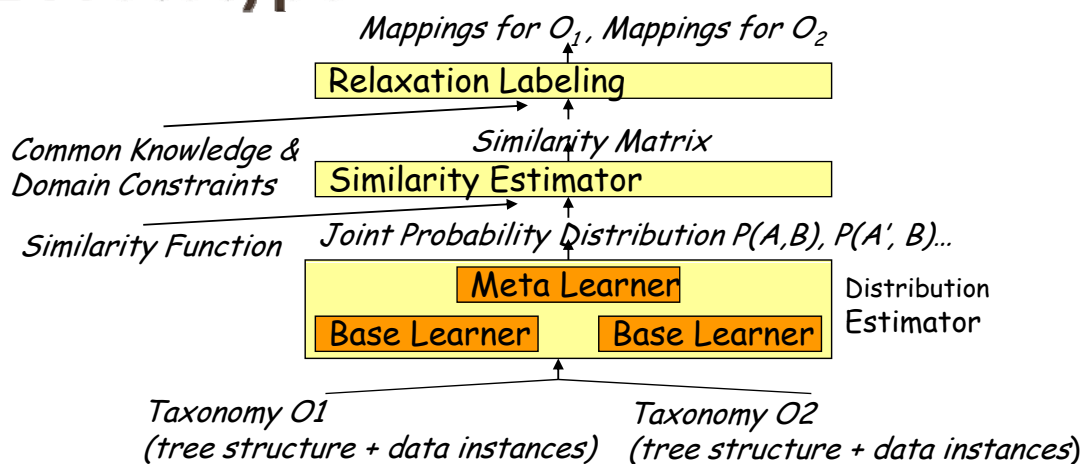 Mappings for O1, Mappings for O2
Relaxation Labeling
Common Knowledge &
Domain Constraints
Similarity Matrix
Similarity Estimator
Similarity Function
Joint Probability Distribution P(A,B), P(A', B)...
Meta Learner
Base Learner
Base Learner
Distribution
Estimator
Taxonomy O1
(tree structure + data instances)
Taxonomy O2
(tree structure + data instances)